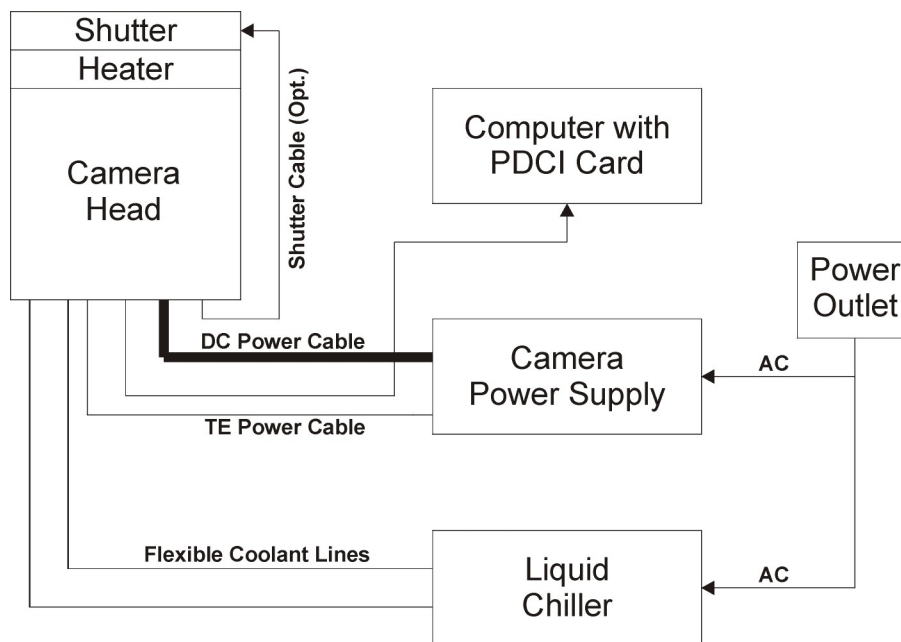 Shutter
Heater
Camera
Head
Shutter Cable (Opt.)
Computer with
PDCI Card
Power
Outlet
DC Power Cable
Camera
Power Supply
AC
TE Power Cable
Flexible Coolant Lines
Liquid
Chiller
AC